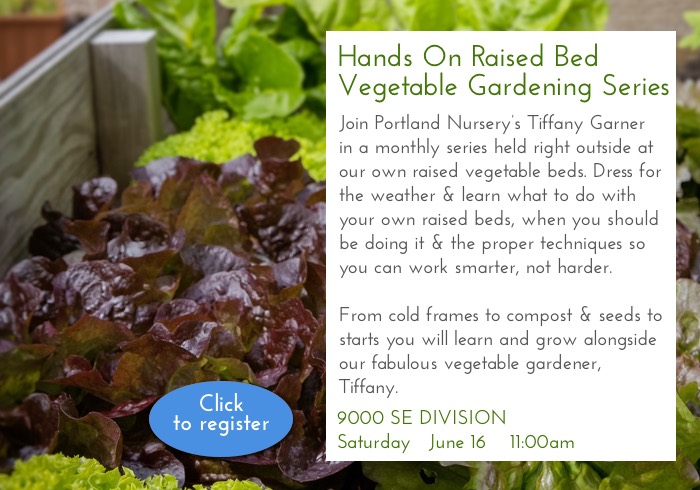 Hands On Raised Bed
Vegetable Gardening Series
Join Portland Nursery's Tiffany Garner
in a monthly series held right outside at
our own raised vegetable beds. Dress for
the weather & learn what to do with
your own raised beds, when you should
be doing it & the proper techniques so
you can work smarter, not harder.
From cold frames to compost & seeds to
starts you will learn and grow alongside
our fabulous vegetable gardener,
Tiffany.
9000 SE DIVISION
Saturday June 16 11:00am
Click
to register